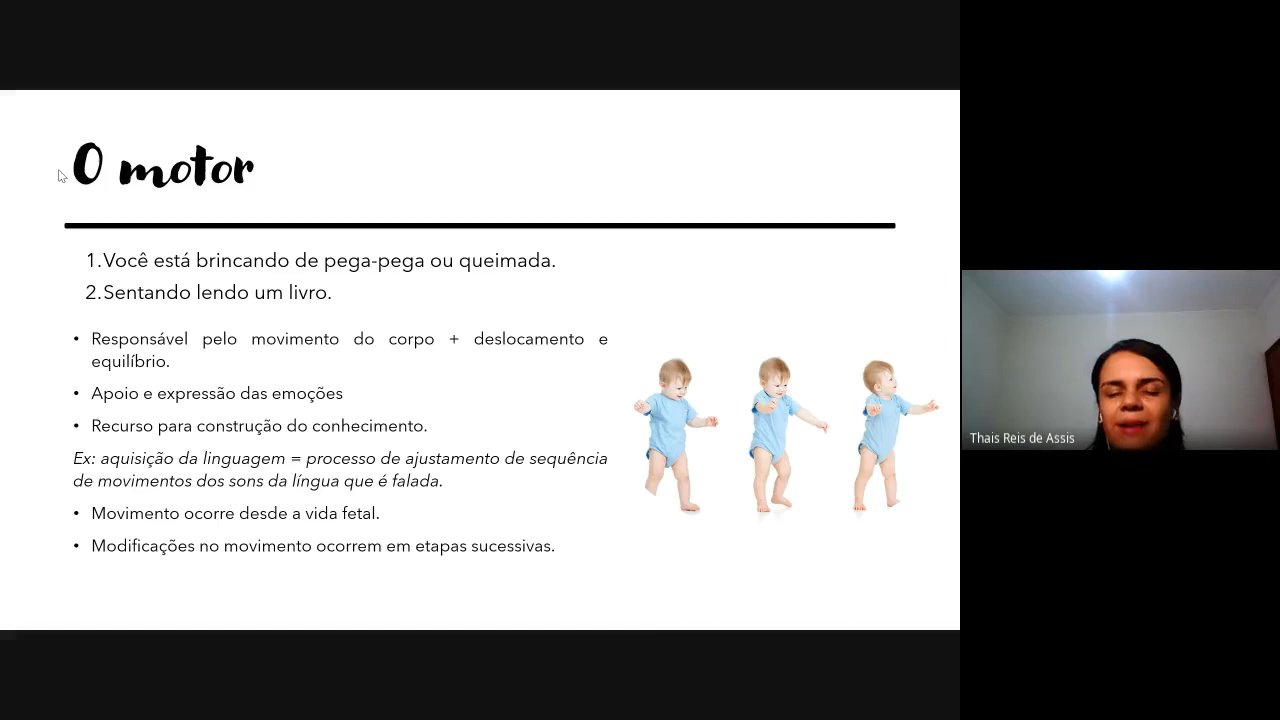 O motor
1.Você está brincando de pega-pega ou queimada.
2.Sentando lendo um livro.
• Responsável pelo movimento do corpo + deslocamento e
equilíbrio.
• Apoio e expressão das emoções
• Recurso para construção do conhecimento.
Ex: aquisição da linguagem = processo de ajustamento de sequência
de movimentos dos sons da língua que é falada.
• Movimento ocorre desde a vida fetal.
• Modificações no movimento ocorrem em etapas sucessivas.
Thais Reis de Assis